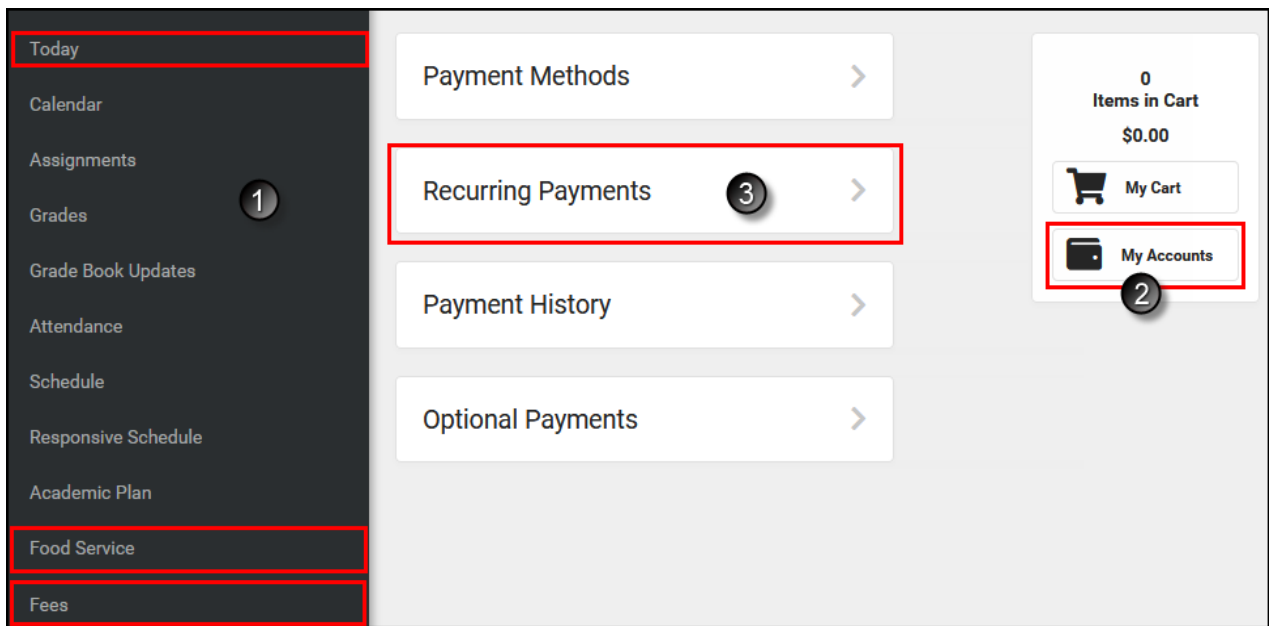 Today
Calendar
Assignments
Grades
1
Grade Book Updates
Attendance
Schedule
Responsive Schedule
Academic Plan
Food Service
Fees
Payment Methods
Recurring Payments
3
Payment History
Optional Payments
0
Items in Cart
$0.00
My Cart
My Accounts
2